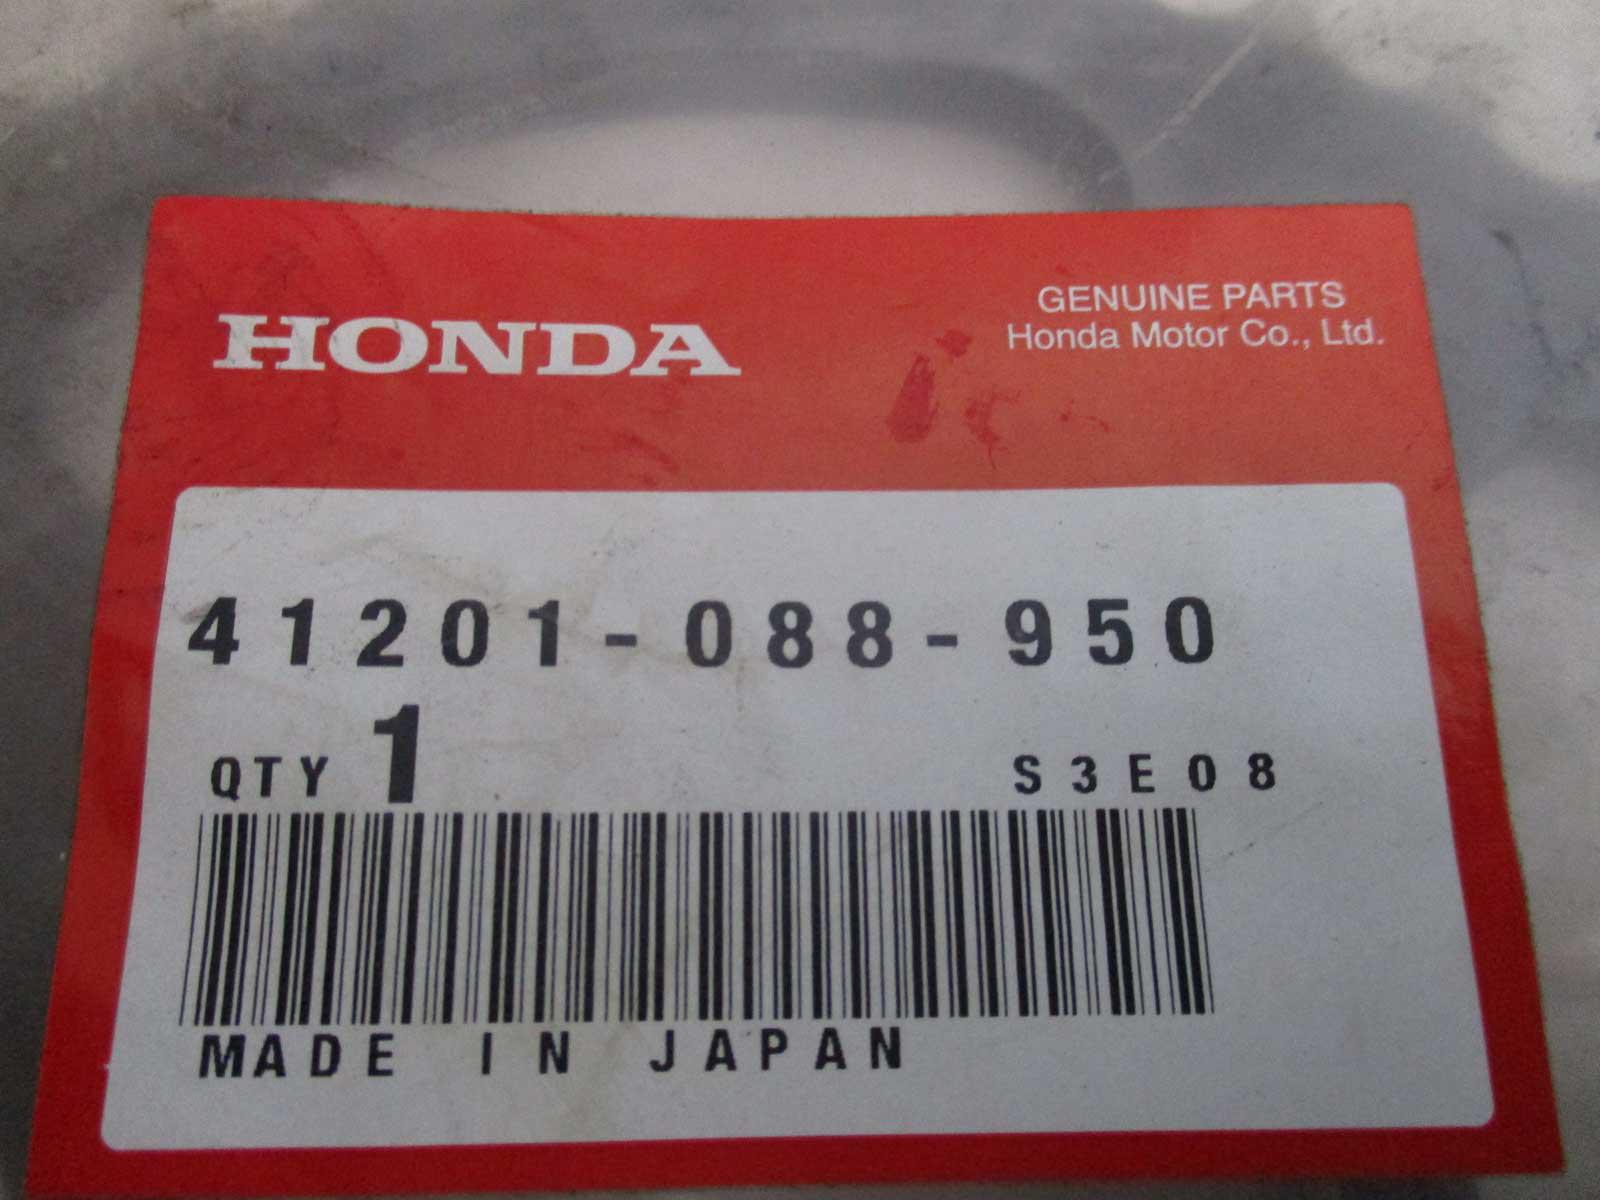 HONDA
GENUINE PARTS
Honda Motor Co., Ltd.
41201-088-950
QTY 1 S3E08
MADE IN JAPAN